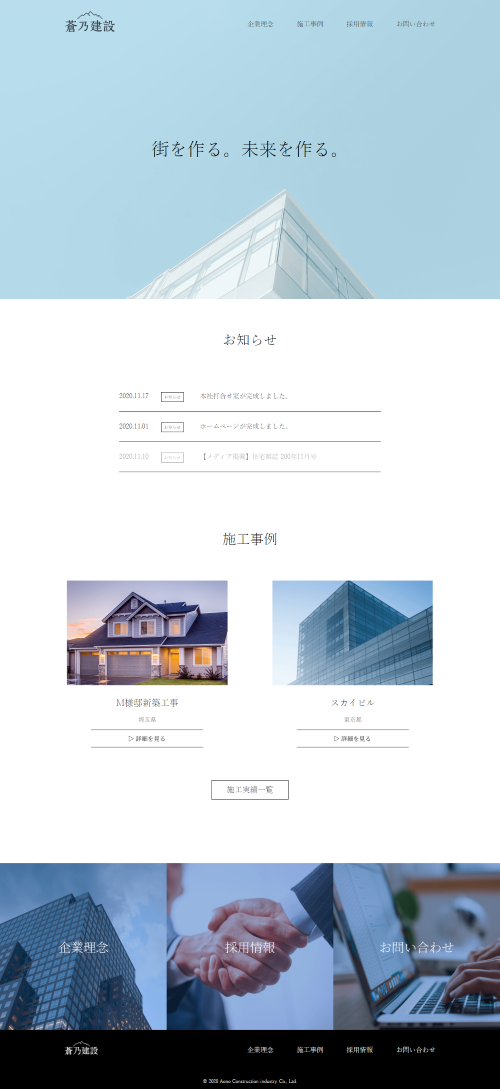 蒼乃建設
企業理念 施工事例 採用情報 お問い合わせ
街を作る。未来を作る。
お知らせ
2020.11.17 お知らせ 本社打合せ室が完成しました。
2020.11.01 お知らせ ホームページが完成しました。
2020.11.10 お知らせ 【メディア掲載】住宅雑誌 200年11月号
施工事例
M様邸新築工事
埼玉県
▷ 詳細を見る
スカイビル
東京都
▷ 詳細を見る
施工実績一覧
企業理念
採用情報
お問い合わせ
蒼乃建設
企業理念 施工事例 採用情報 お問い合わせ
© 2020 Aono Construction industry Co., Ltd.